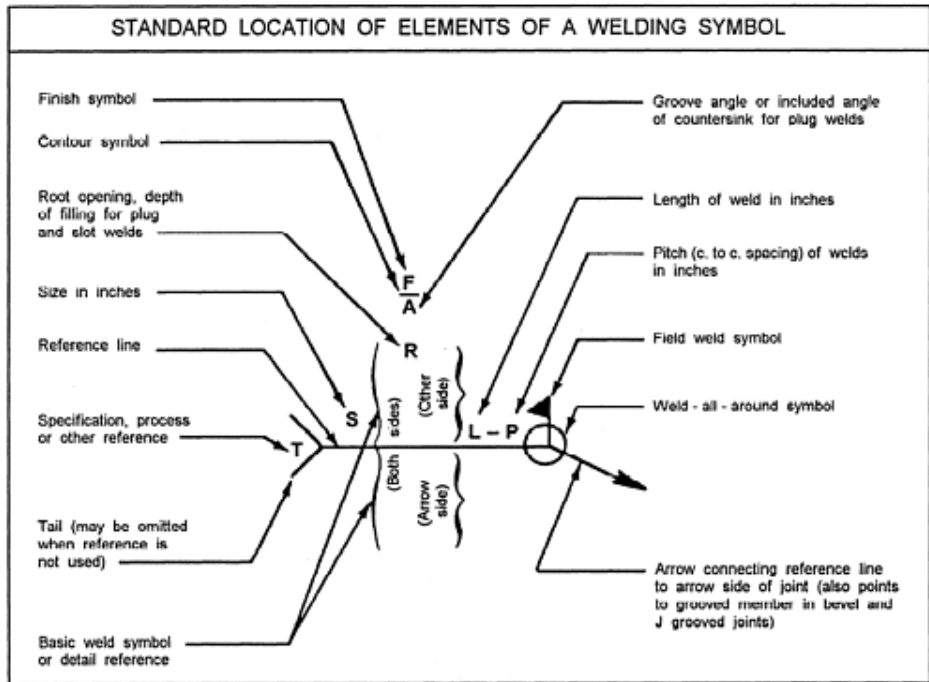 STANDARD LOCATION OF ELEMENTS OF A WELDING SYMBOL
Finish symbol
Contour symbol
Root opening, depth
of filling for plug
and slot welds
Size in inches
Reference line
Specification, process
or other reference
Tail (may be omitted
when reference is
not used)
Basic weld symbol
or detail reference
F
A
R
S
T
(Both
sides)
(Other
side)
(Arrow
side)
L - P
Groove angle or included angle
of countersink for plug welds
Length of weld in inches
Pitch (c. to c. spacing) of welds
in inches
Field weld symbol
Weld - all - around symbol
Arrow connecting reference line
to arrow side of joint (also points
to grooved member in bevel and
J grooved joints)